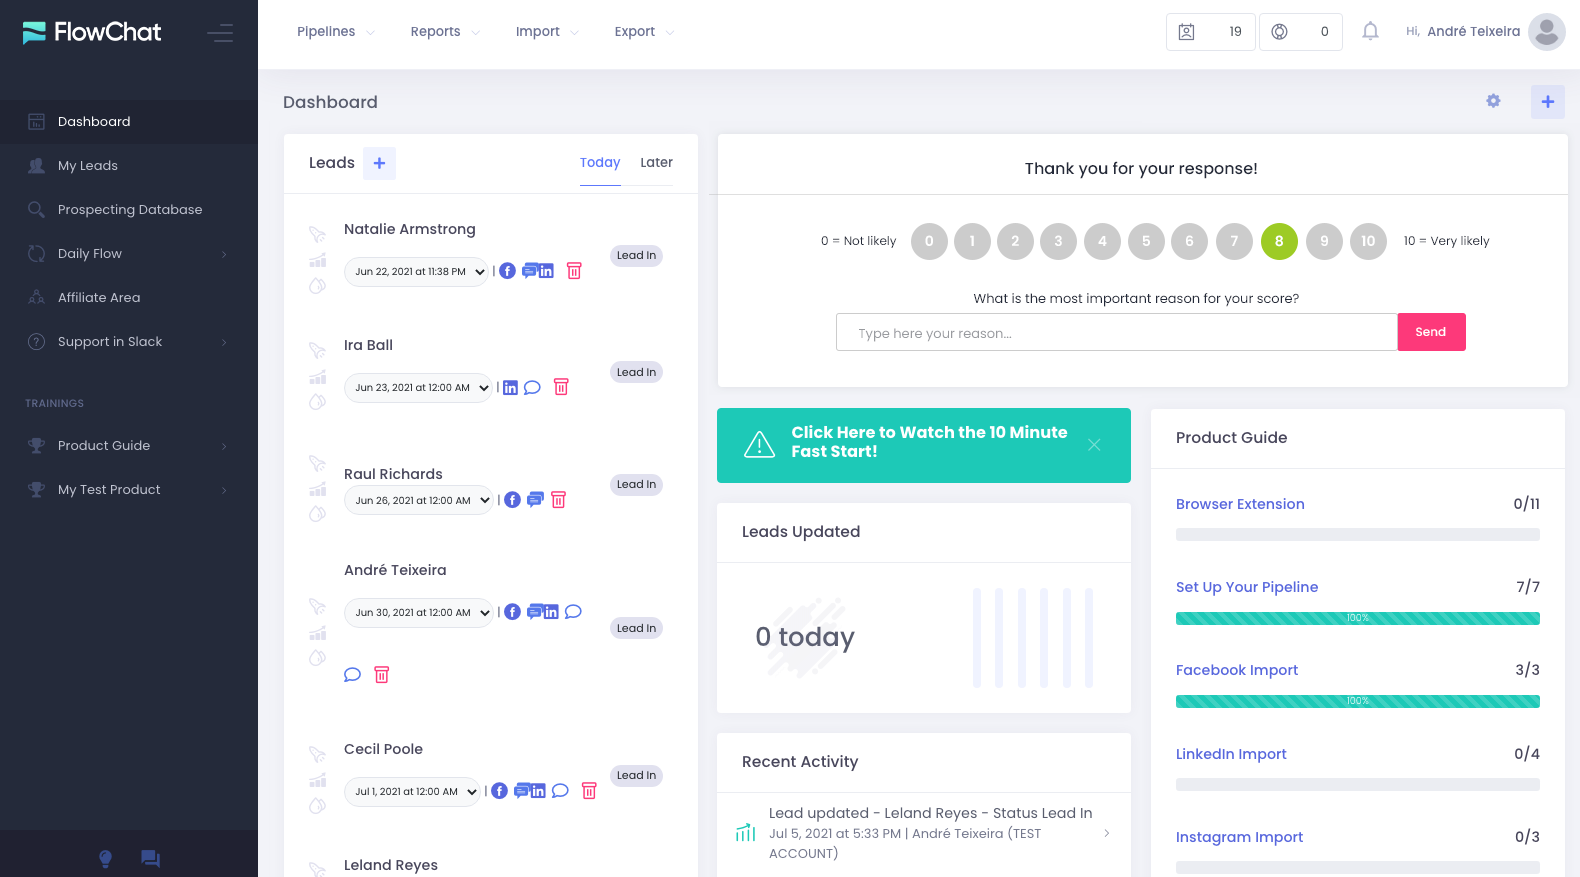 FlowChat
Pipelines
Reports
Import
Export
19
0
Hi, André Teixeira
Dashboard
My Leads
Prospecting Database
Daily Flow
Affiliate Area
Support in Slack
TRAININGS
Product Guide
My Test Product
Dashboard
Leads
Today
Later
Natalie Armstrong
Jun 22, 2021 at 11:38 PM
|
Lead In
Ira Ball
Jun 23, 2021 at 12:00 AM
|
Lead In
Raul Richards
Jun 26, 2021 at 12:00 AM
|
Lead In
André Teixeira
Jun 30, 2021 at 12:00 AM
|
Lead In
Cecil Poole
Jul 1, 2021 at 12:00 AM
|
Lead In
Leland Reyes
Thank you for your response!
0 = Not likely 0 1 2 3 4 5 6 7 8 9 10 10 = Very likely
What is the most important reason for your score?
Type here your reason...
Send
Click Here to Watch the 10 Minute
Fast Start!
Leads Updated
0 today
Recent Activity
Lead updated - Leland Reyes - Status Lead In
Jul 5, 2021 at 5:33 PM | André Teixeira (TEST
ACCOUNT)
Product Guide
Browser Extension 0/11
Set Up Your Pipeline 7/7
100%
Facebook Import 3/3
100%
LinkedIn Import 0/4
Instagram Import 0/3